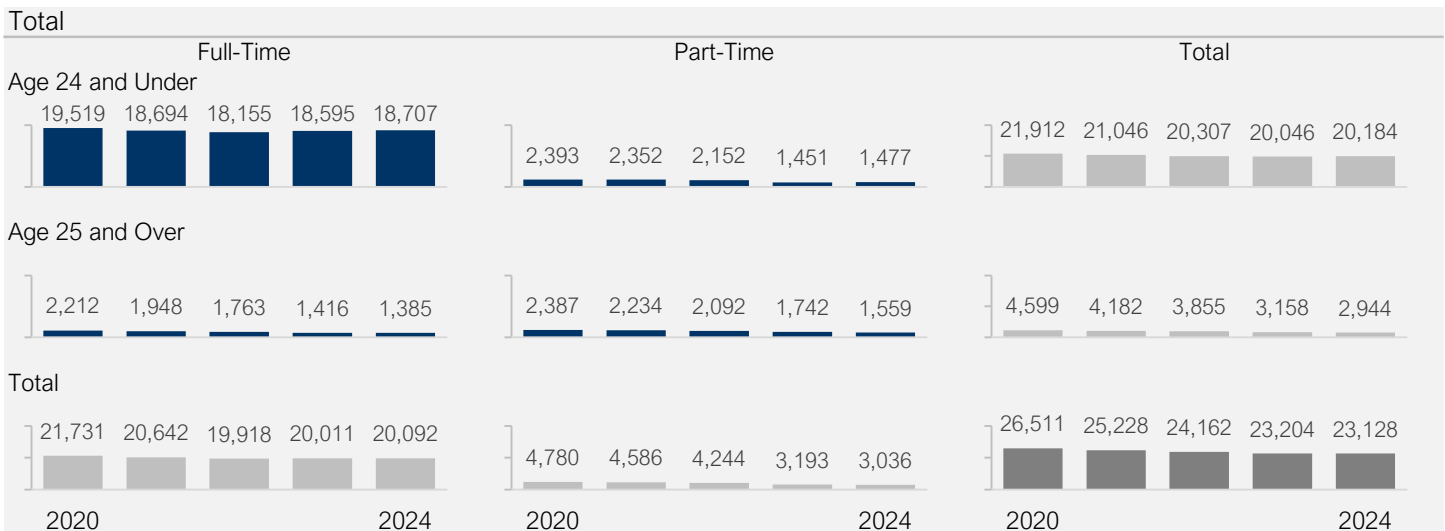 Total
Full-Time Part-Time Total
Age 24 and Under
19,519 18,694 18,155 18,595 18,707
2,393 2,352 2,152 1,451 1,477
21,912 21,046 20,307 20,046 20,184
Age 25 and Over
2,212 1,948 1,763 1,416 1,385
2,387 2,234 2,092 1,742 1,559
4,599 4,182 3,855 3,158 2,944
Total
21,731 20,642 19,918 20,011 20,092
4,780 4,586 4,244 3,193 3,036
26,511 25,228 24,162 23,204 23,128
2020 2024 2020 2024 2020 2024